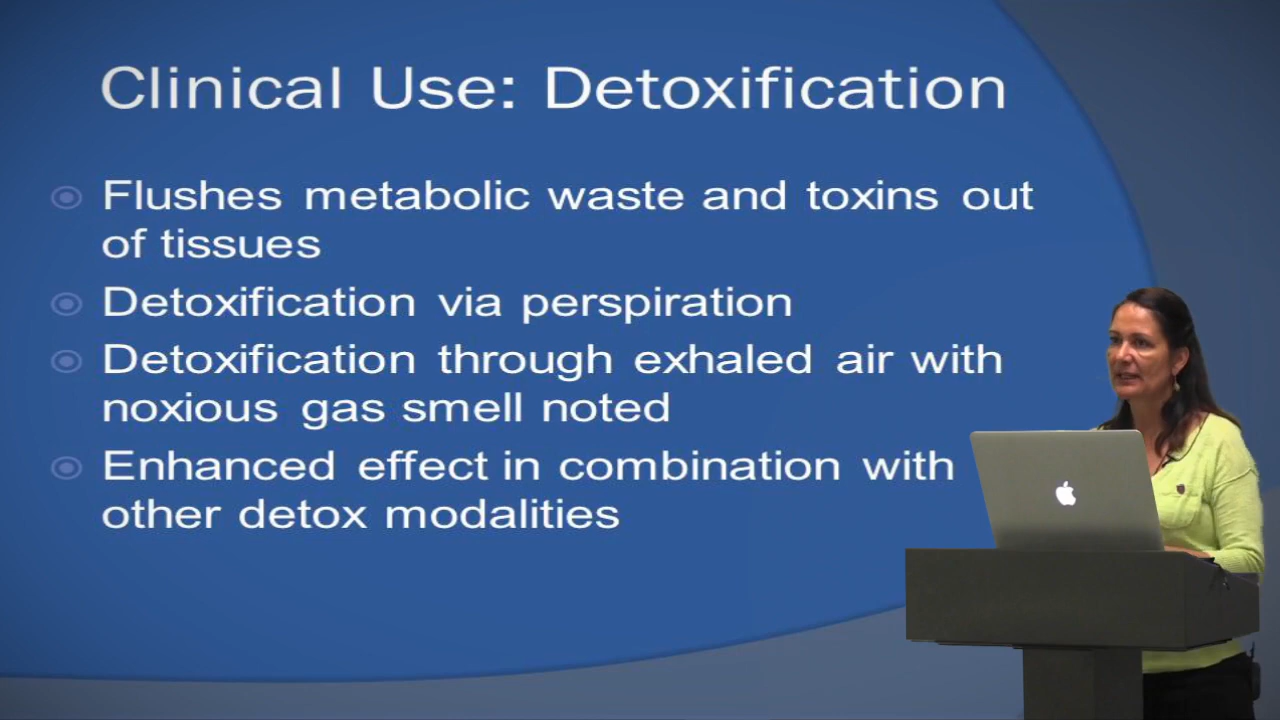 Clinical Use: Detoxification
Flushes metabolic waste and toxins out
of tissues
Detoxification via perspiration
Detoxification through exhaled air with
noxious gas smell noted
Enhanced effect in combination with
other detox modalities